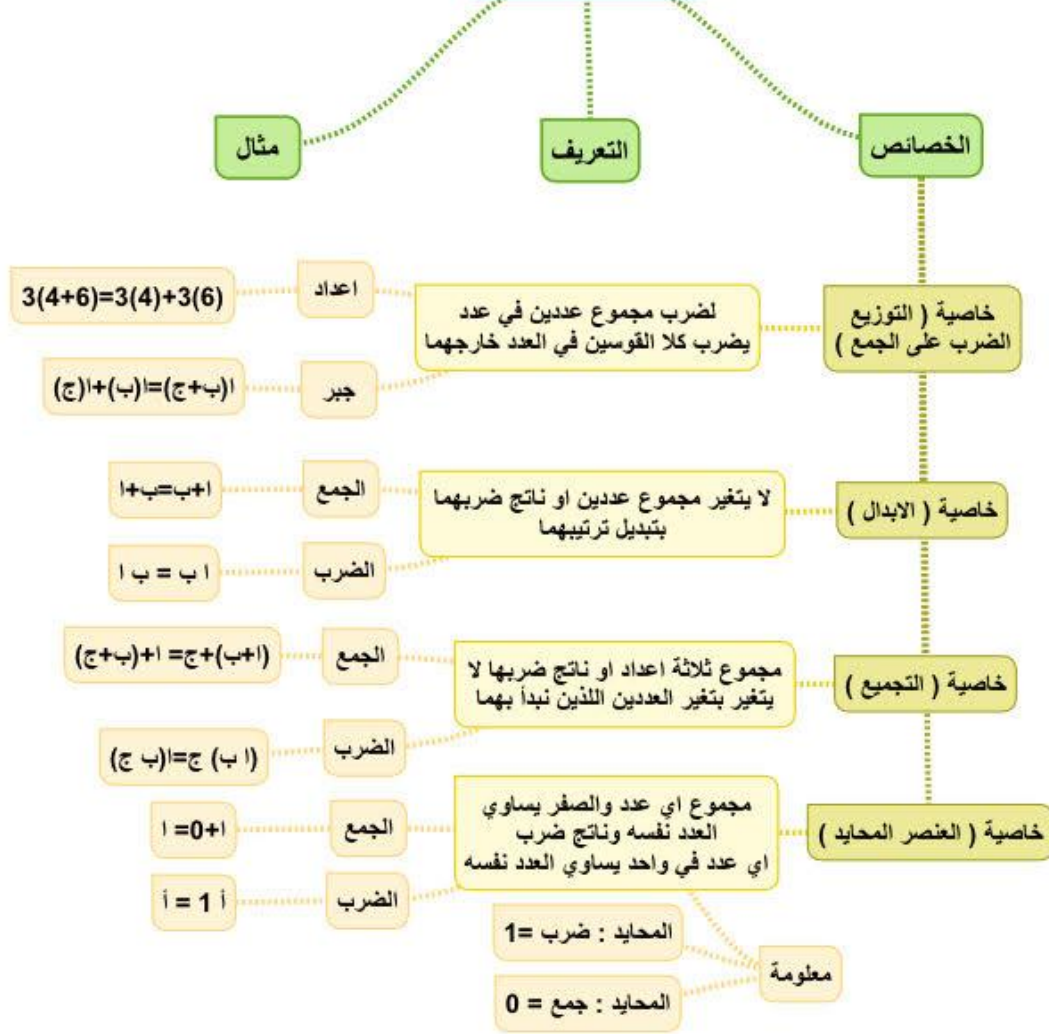 الخصائص
التعريف
مثال
خاصية ( التوزيع
الضرب على الجمع )
لضرب مجموع عددين في عدد
يضرب كلا القوسين في العدد خارجهما
اعداد
3(4+6)=3(4)+3(6)
جبر
ا(ب+ج)=ا(ب)+ا(ج)
خاصية ( الابدال )
لا يتغير مجموع عددين او ناتج ضربهما
بتبديل ترتيبهما
الجمع
ا+ب=ب+ا
الضرب
ا ب = ب ا
خاصية ( التجميع )
مجموع ثلاثة اعداد او ناتج ضربها لا
يتغير بتغير العددين اللذين نبدأ بهما
الجمع
(ا+ب)+ج= ا+(ب+ج)
الضرب
(ا ب) ج=ا(ب ج)
خاصية ( العنصر المحايد )
مجموع اي عدد والصفر يساوي
العدد نفسه وناتج ضرب
اي عدد في واحد يساوي العدد نفسه
الجمع
ا+0= ا
الضرب
أ 1 = أ
معلومة
المحايد : ضرب =1
المحايد : جمع = 0